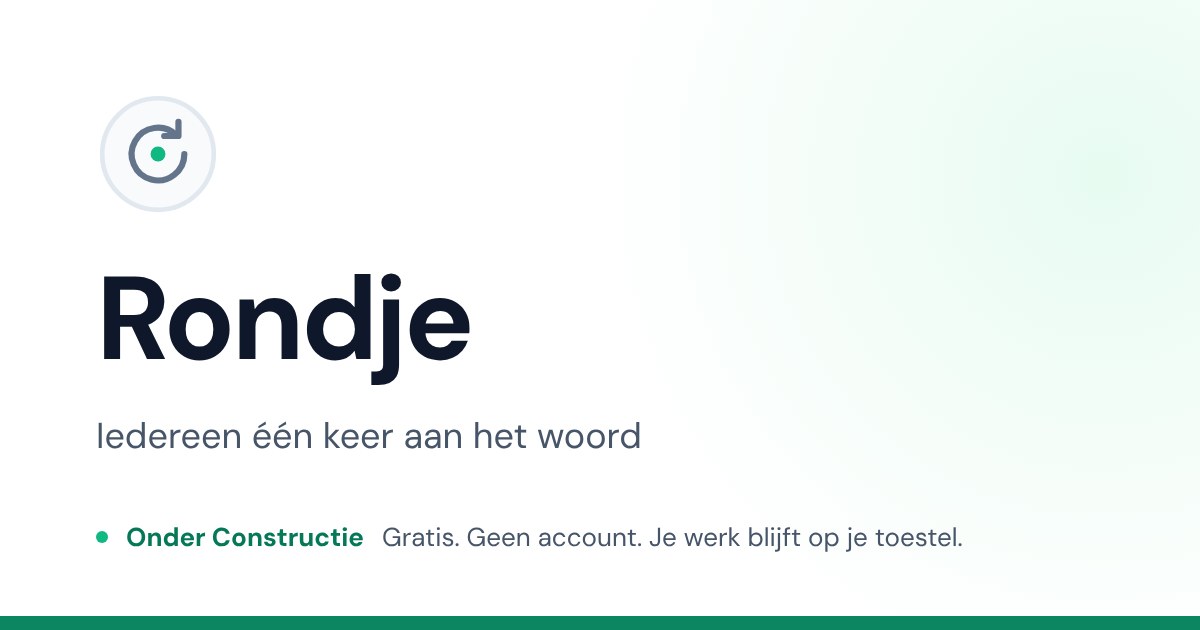 Rondje
Iedereen één keer aan het woord
Onder Constructie Gratis. Geen account. Je werk blijft op je toestel.